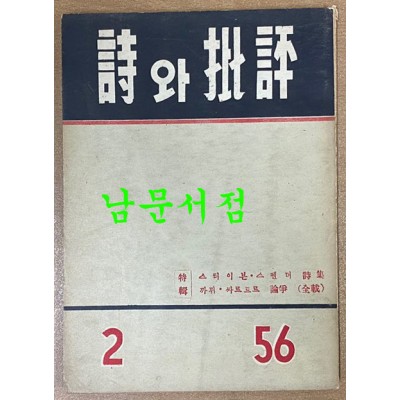 詩와批評
남문서점
特輯 스티이븐·스펜더 詩集
까뮈·싸르트르 論爭 (全載)
2 56